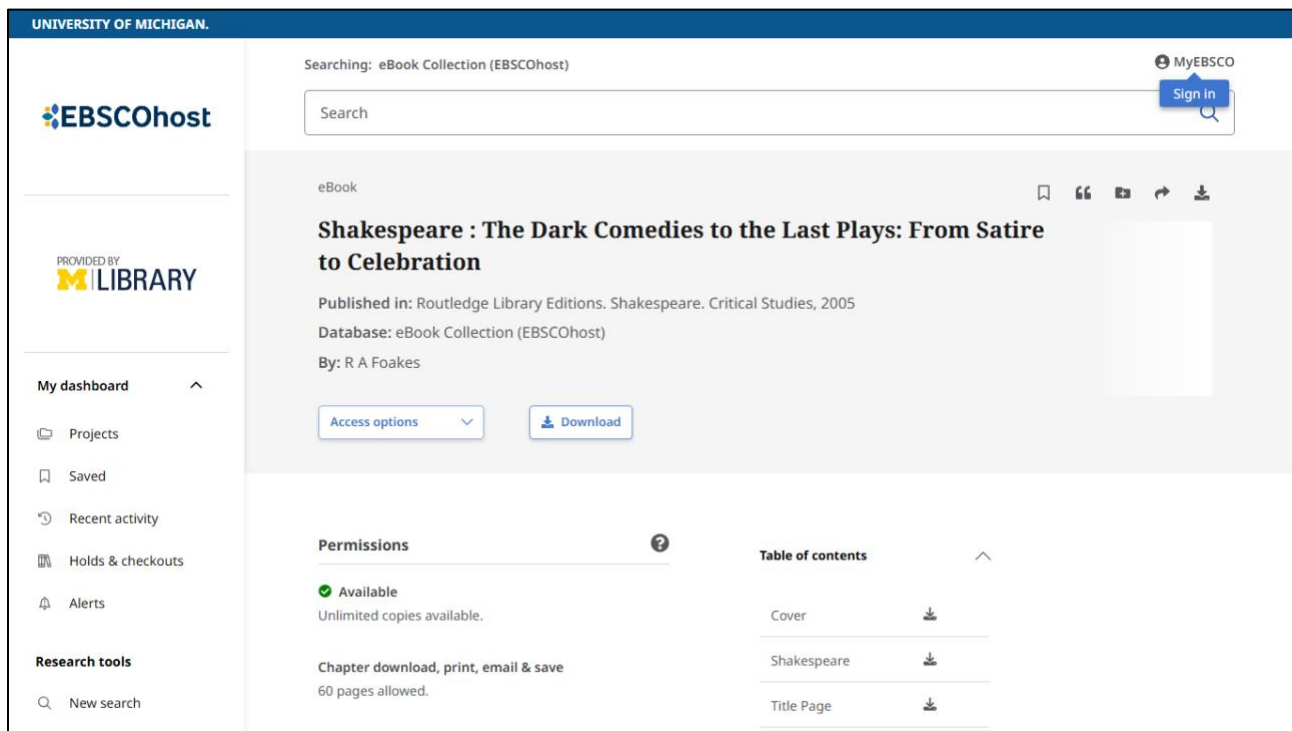 UNIVERSITY OF MICHIGAN.
EBSCOhost
PROVIDED BY
M LIBRARY
My dashboard
Projects
Saved
Recent activity
Holds & checkouts
Alerts
Research tools
New search
Searching: eBook Collection (EBSCOhost)
MyEBSCO
Sign in
Search
eBook
Shakespeare : The Dark Comedies to the Last Plays: From Satire
to Celebration
Published in: Routledge Library Editions. Shakespeare. Critical Studies, 2005
Database: eBook Collection (EBSCOhost)
By: R A Foakes
Access options
Download
Permissions
Available
Unlimited copies available.
Chapter download, print, email & save
60 pages allowed.
Table of contents
Cover
Shakespeare
Title Page